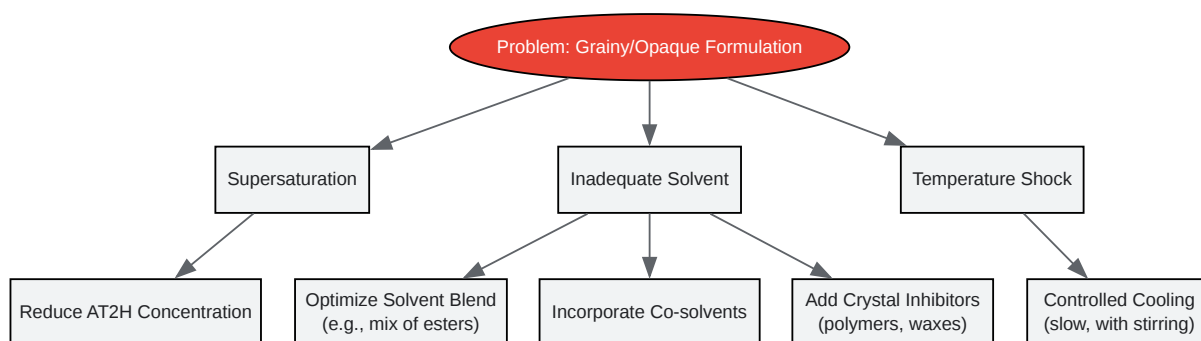 Problem: Grainy/Opaque Formulation
Supersaturation
Inadequate Solvent
Temperature Shock
Reduce AT2H Concentration
Optimize Solvent Blend
(e.g., mix of esters)
Incorporate Co-solvents
Add Crystal Inhibitors
(polymers, waxes)
Controlled Cooling
(slow, with stirring)